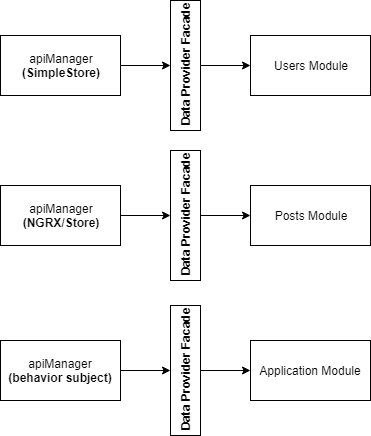 apiManager
(SimpleStore)
Data Provider Facade
Users Module
apiManager
(NGRX/Store)
Data Provider Facade
Posts Module
apiManager
(behavior subject)
Data Provider Facade
Application Module